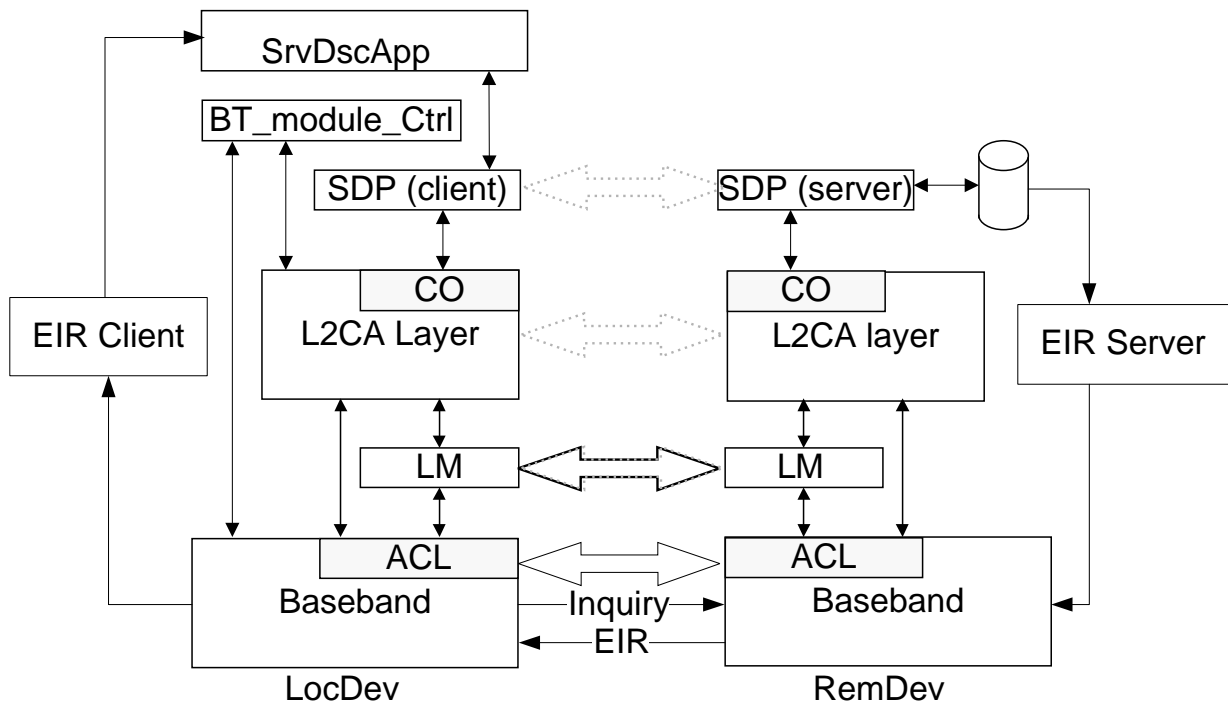 SrvDscApp
BT_module_Ctrl
SDP (client)
SDP (server)
CO
L2CA Layer
CO
L2CA layer
EIR Client
EIR Server
LM
LM
ACL
Baseband
ACL
Baseband
Inquiry
EIR
LocDev
RemDev